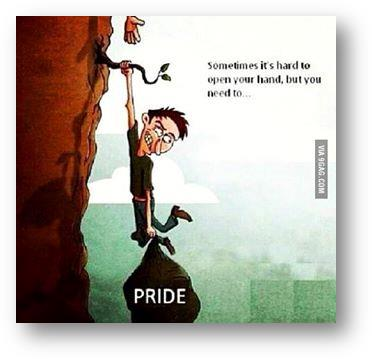 Sometimes it's hard to
open your hand, but you
need to...
VIA 9GAG.COM
PRIDE